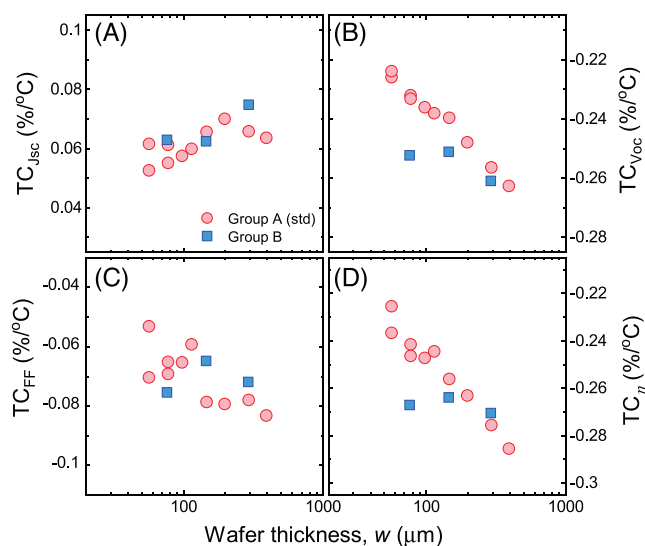 (A)
(B)
0.1
0.08
0.06
0.04
TC_Jsc (%/°C)
Group A (std)
Group B
-0.22
-0.24
-0.26
-0.28
TC_Voc (%/°C)
(C)
(D)
-0.04
-0.06
-0.08
-0.1
TC_FF (%/°C)
-0.22
-0.24
-0.26
-0.28
-0.3
TC_η (%/°C)
100
1000
100
1000
Wafer thickness, w (μm)